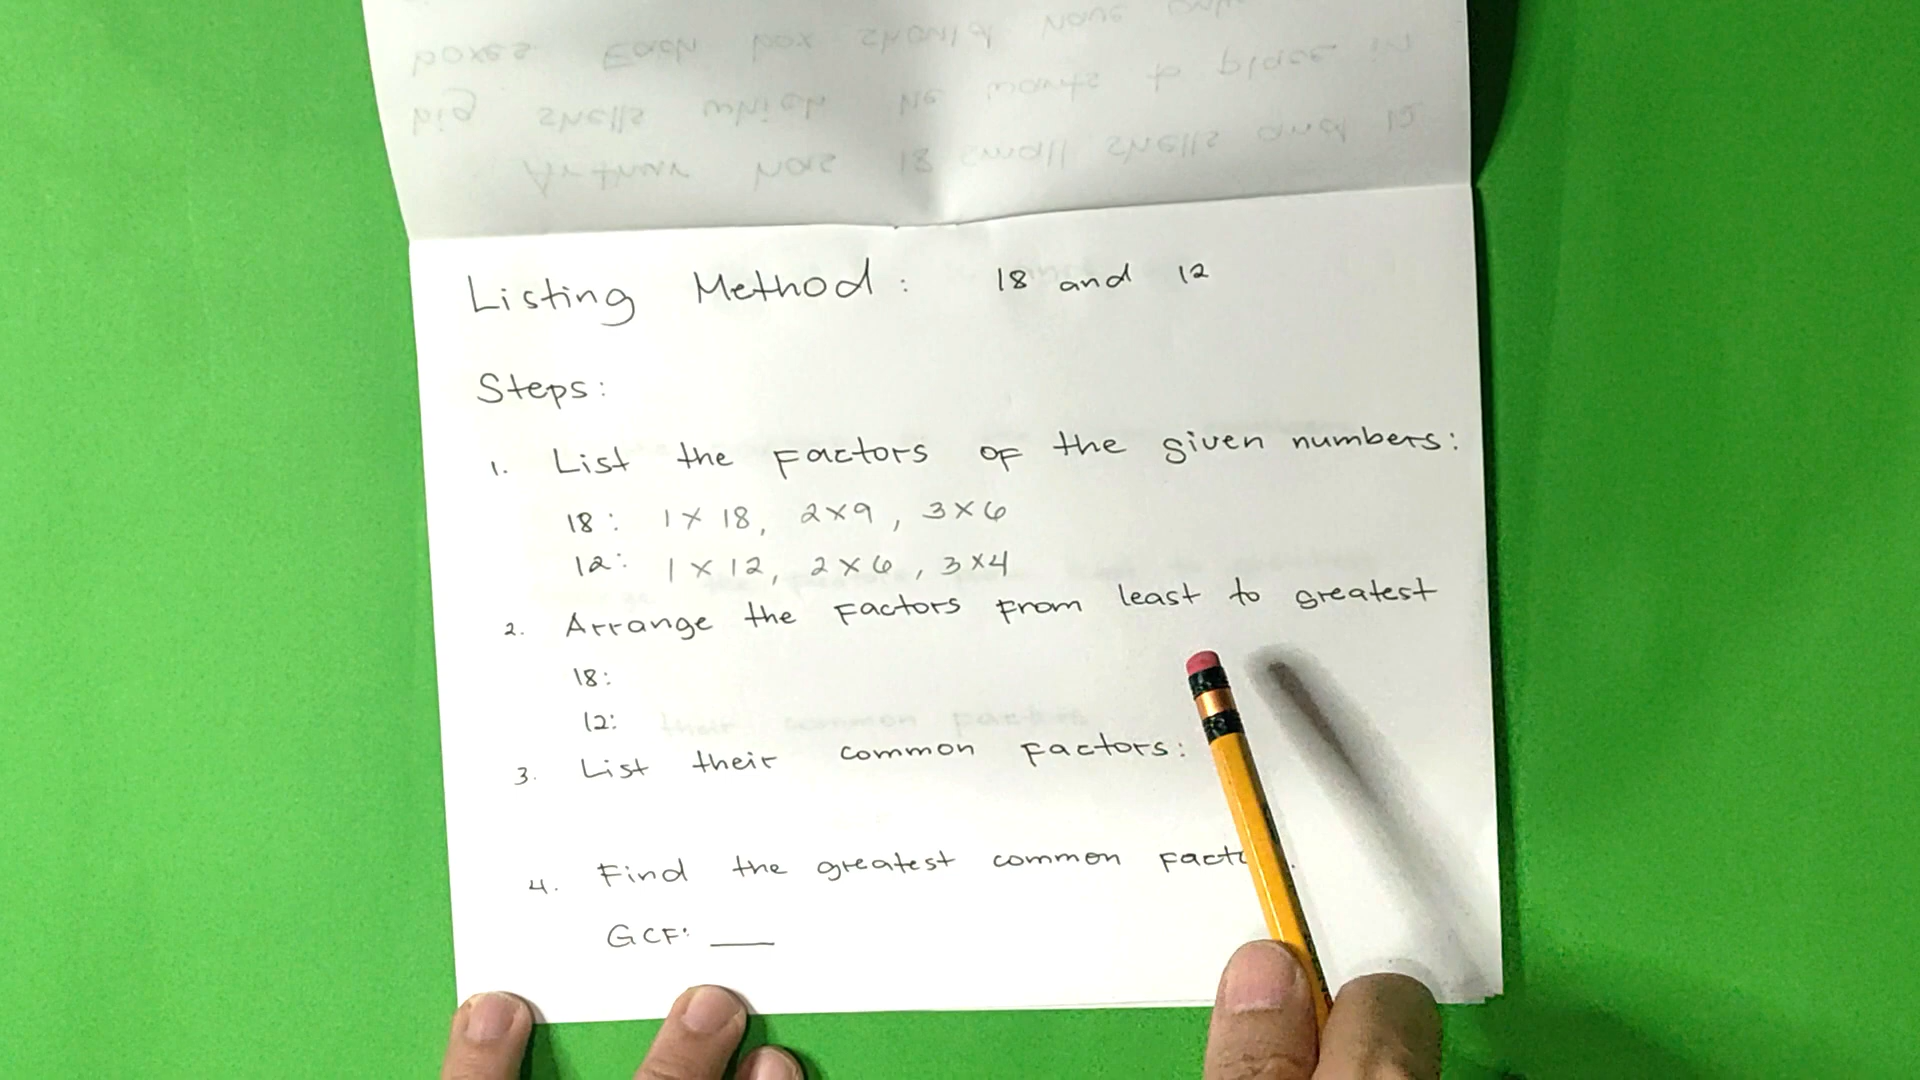 Listing Method: 18 and 12
Steps:
1. List the Factors of the given numbers:
18: 1 x 18, 2 x 9, 3 x 6
12: 1 x 12, 2 x 6, 3 x 4
2. Arrange the Factors From least to greatest
18:
12:
3. List their common Factors:
4. Find the greatest common
GCF: ___